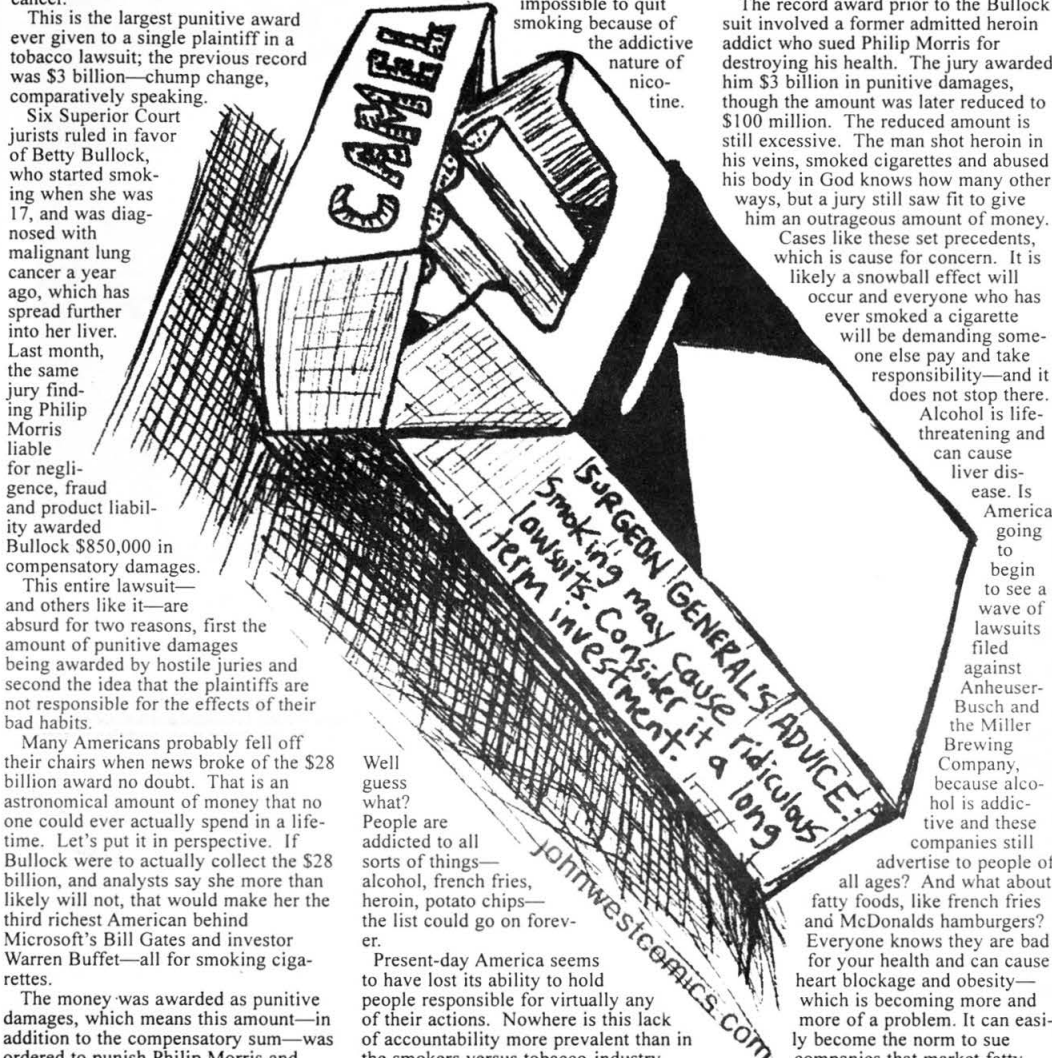 cancer.
This is the largest punitive award
ever given to a single plaintiff in a
tobacco lawsuit; the previous record
was $3 billion—chump change,
comparatively speaking.
Six Superior Court
jurists ruled in favor
of Betty Bullock,
who started smok-
ing when she was
17, and was diag-
nosed with
malignant lung
cancer a year
ago, which has
spread further
into her liver.
Last month,
the same
jury find-
ing Philip
Morris
liable
for negli-
gence, fraud
and product liabil-
ity awarded
Bullock $850,000 in
compensatory damages.
This entire lawsuit—
and others like it—are
absurd for two reasons, first the
amount of punitive damages
being awarded by hostile juries and
second the idea that the plaintiffs are
not responsible for the effects of their
bad habits.
Many Americans probably fell off
their chairs when news broke of the $28
billion award no doubt. That is an
astronomical amount of money that no
one could ever actually spend in a life-
time. Let's put it in perspective. If
Bullock were to actually collect the $28
billion, and analysts say she more than
likely will not, that would make her the
third richest American behind
Microsoft's Bill Gates and investor
Warren Buffet—all for smoking ciga-
rettes.
The money was awarded as punitive
damages, which means this amount—in
addition to the compensatory sum—was
ordered to punish Philip Morris and
impossible to quit
smoking because of
the addictive
nature of
nico-
tine.
CAMEL
SURGEON GENERAL'S ADVICE!
Smoking may cause ridiculous
lawsuits. Consider it a long
term investment.
johnwestcomics.com
Well
guess
what?
People are
addicted to all
sorts of things—
alcohol, french fries,
heroin, potato chips—
the list could go on forev-
er.
Present-day America seems
to have lost its ability to hold
people responsible for virtually any
of their actions. Nowhere is this lack
of accountability more prevalent than in
the smokers versus tobacco industry
The record award prior to the Bullock
suit involved a former admitted heroin
addict who sued Philip Morris for
destroying his health. The jury awarded
him $3 billion in punitive damages,
though the amount was later reduced to
$100 million. The reduced amount is
still excessive. The man shot heroin in
his veins, smoked cigarettes and abused
his body in God knows how many other
ways, but a jury still saw fit to give
him an outrageous amount of money.
Cases like these set precedents,
which is cause for concern. It is
likely a snowball effect will
occur and everyone who has
ever smoked a cigarette
will be demanding some-
one else pay and take
responsibility—and it
does not stop there.
Alcohol is life-
threatening and
can cause
liver dis-
ease. Is
America
going
to
begin
to see a
wave of
lawsuits
filed
against
Anheuser-
Busch and
the Miller
Brewing
Company,
because alco-
hol is addic-
tive and these
companies still
advertise to people of
all ages? And what about
fatty foods, like french fries
and McDonalds hamburgers?
Everyone knows they are bad
for your health and can cause
heart blockage and obesity—
which is becoming more and
more of a problem. It can easi-
ly become the norm to sue
companies that market fatty